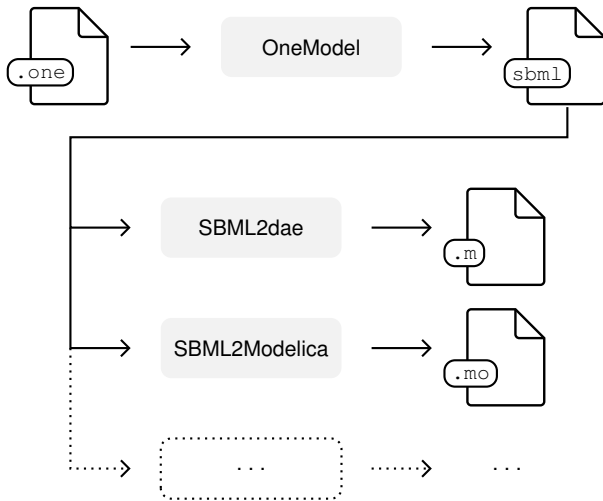 .one
OneModel
sbml
SBML2dae
.m
SBML2Modelica
.mo
... ...